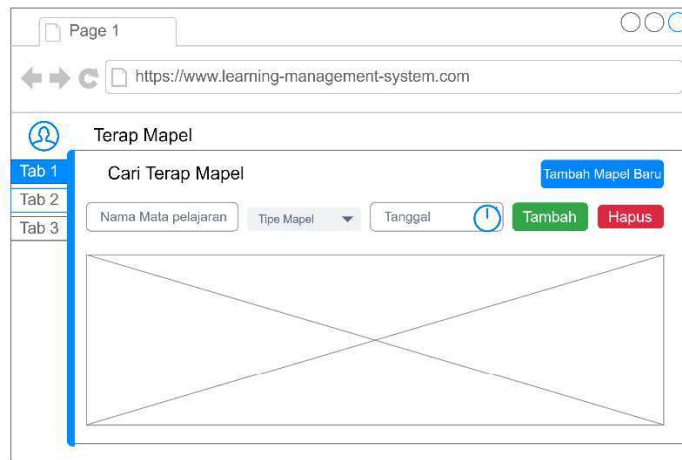 Page 1
https://www.learning-management-system.com
Terap Mapel
Tab 1
Tab 2
Tab 3
Cari Terap Mapel
Tambah Mapel Baru
Nama Mata pelajaran
Tipe Mapel
Tanggal
Tambah
Hapus